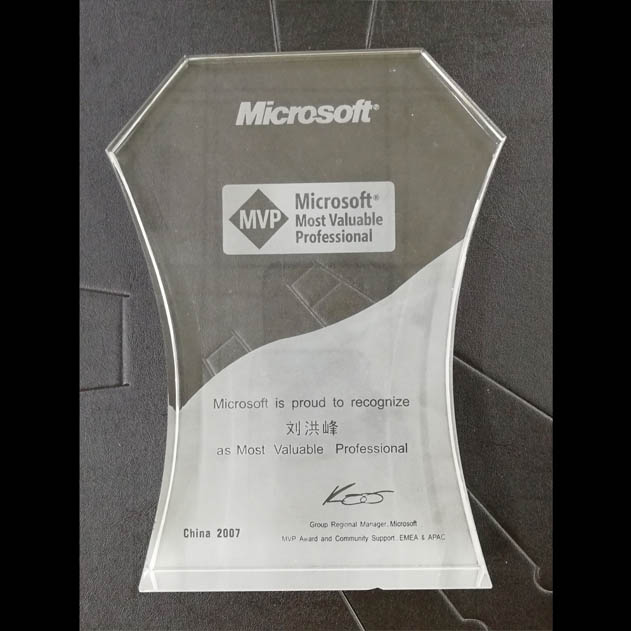 Microsoft®
MVP
Microsoft®
Most Valuable
Professional
Microsoft is proud to recognize
刘洪峰
as Most Valuable Professional
Group Regional Manager, Microsoft
China 2007
MVP Award and Community Support, EMEA & APAC